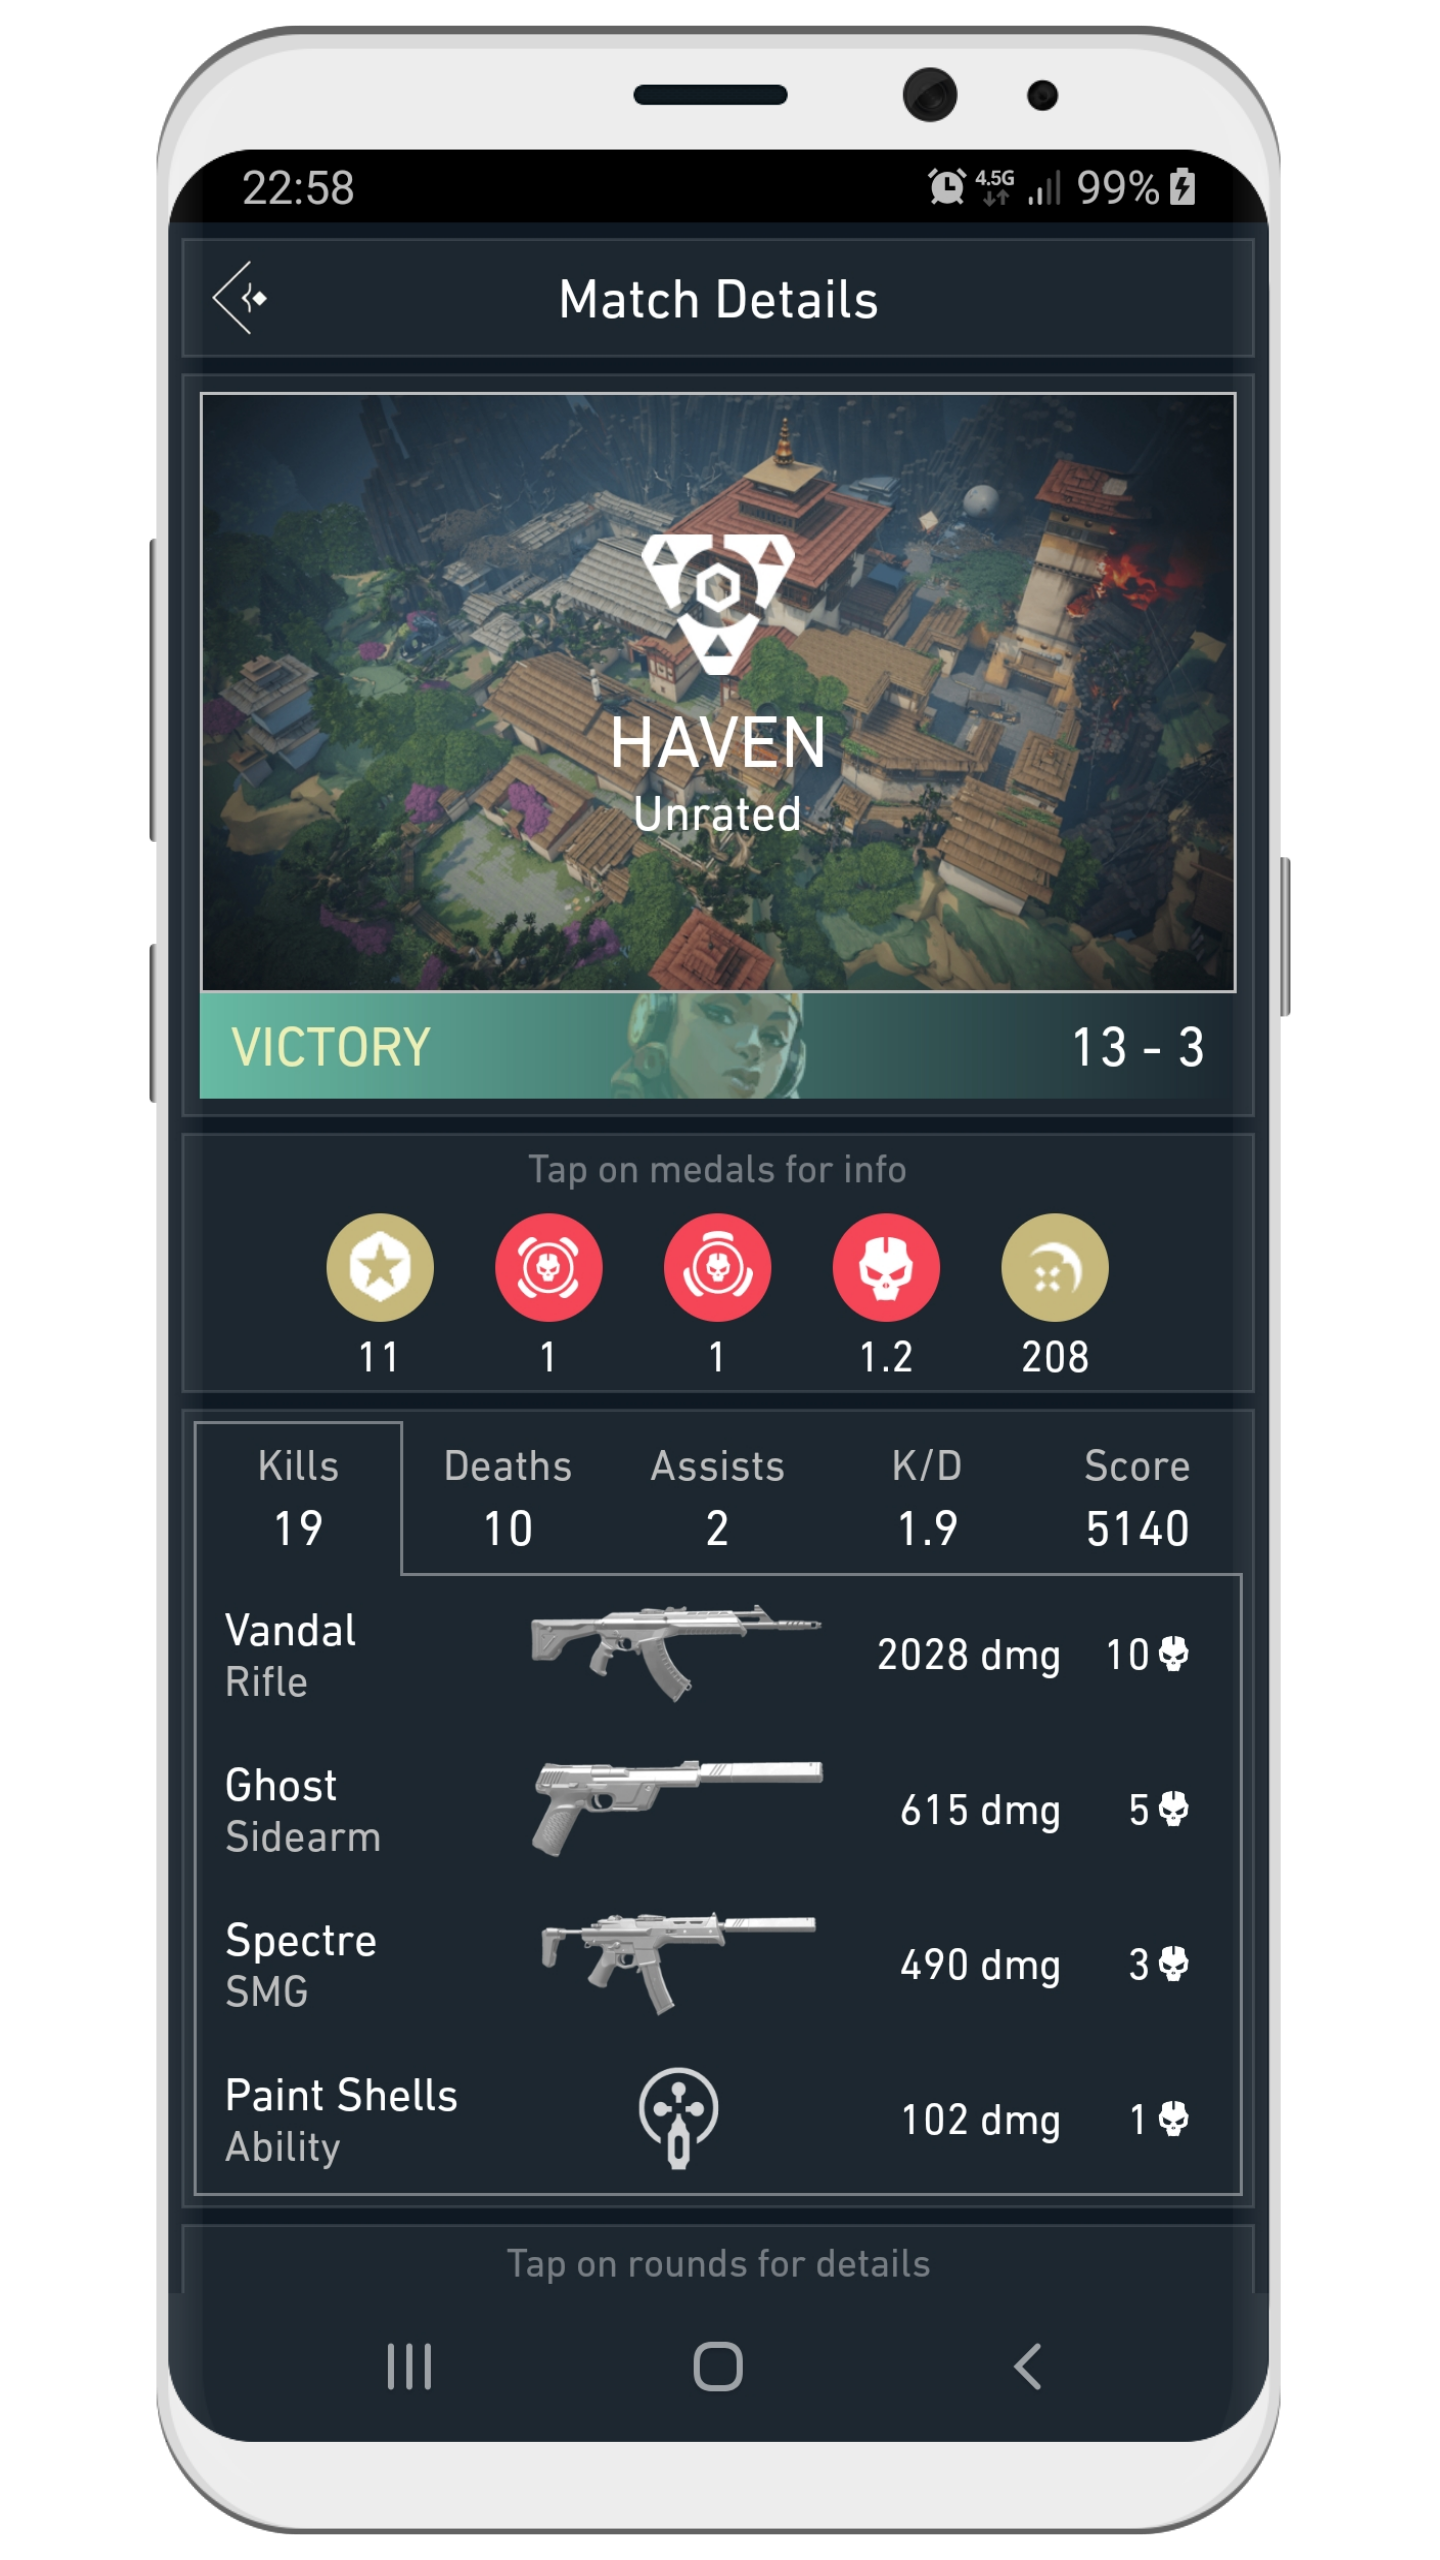 22:58
4.5G 99%
Match Details
HAVEN
Unrated
VICTORY 13 - 3
Tap on medals for info
11 1 1 1.2 208
Kills Deaths Assists K/D Score
19 10 2 1.9 5140
Vandal
Rifle
2028 dmg 10
Ghost
Sidearm
615 dmg 5
Spectre
SMG
490 dmg 3
Paint Shells
Ability
102 dmg 1
Tap on rounds for details